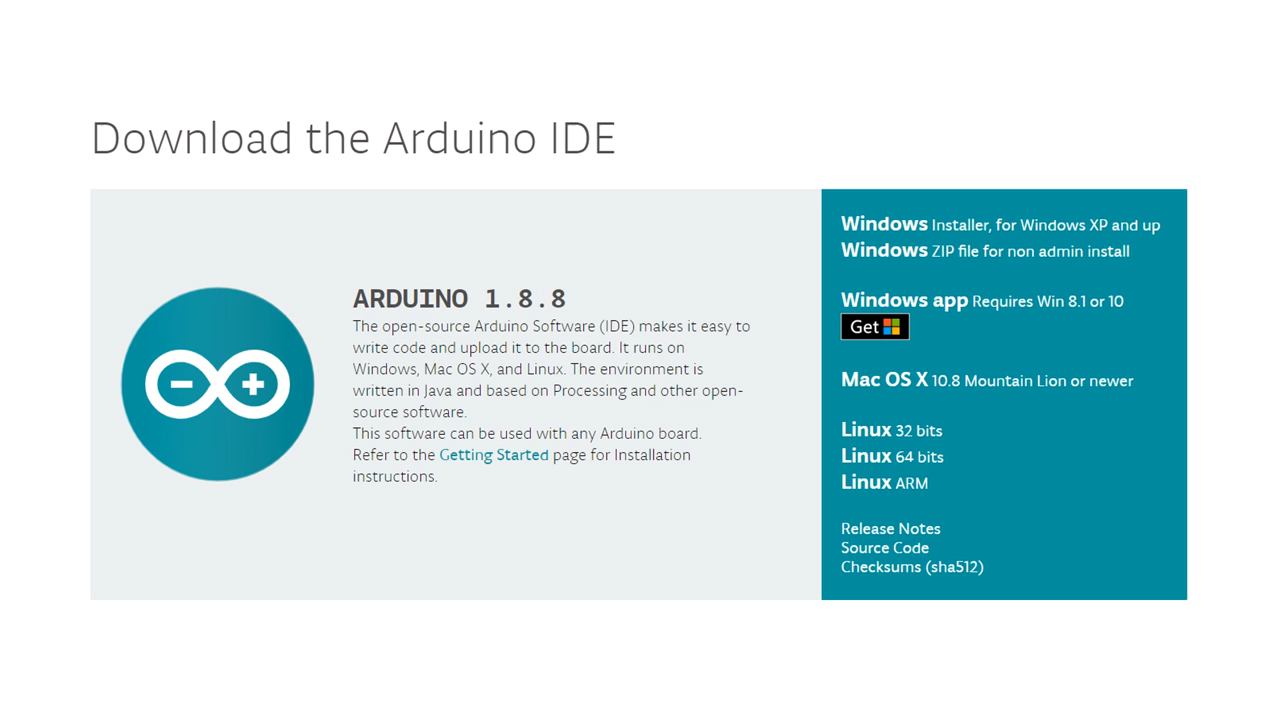 Download the Arduino IDE
ARDUINO 1.8.8
The open-source Arduino Software (IDE) makes it easy to
write code and upload it to the board. It runs on
Windows, Mac OS X, and Linux. The environment is
written in Java and based on Processing and other open-
source software.
This software can be used with any Arduino board.
Refer to the Getting Started page for Installation
instructions.
Windows Installer, for Windows XP and up
Windows ZIP file for non admin install
Windows app Requires Win 8.1 or 10
Get
Mac OS X 10.8 Mountain Lion or newer
Linux 32 bits
Linux 64 bits
Linux ARM
Release Notes
Source Code
Checksums (sha512)